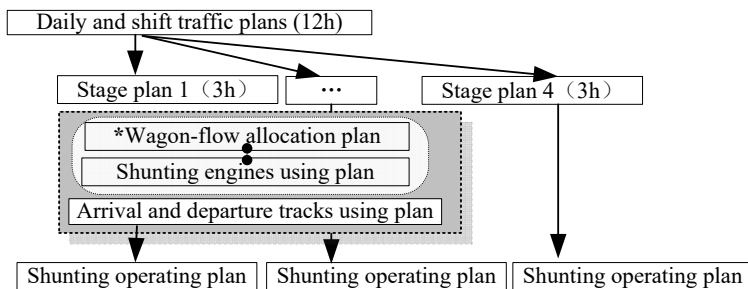 Daily and shift traffic plans (12h)
Stage plan 1（3h）
...
Stage plan 4（3h）
*Wagon-flow allocation plan
Shunting engines using plan
Arrival and departure tracks using plan
Shunting operating plan
Shunting operating plan
Shunting operating plan